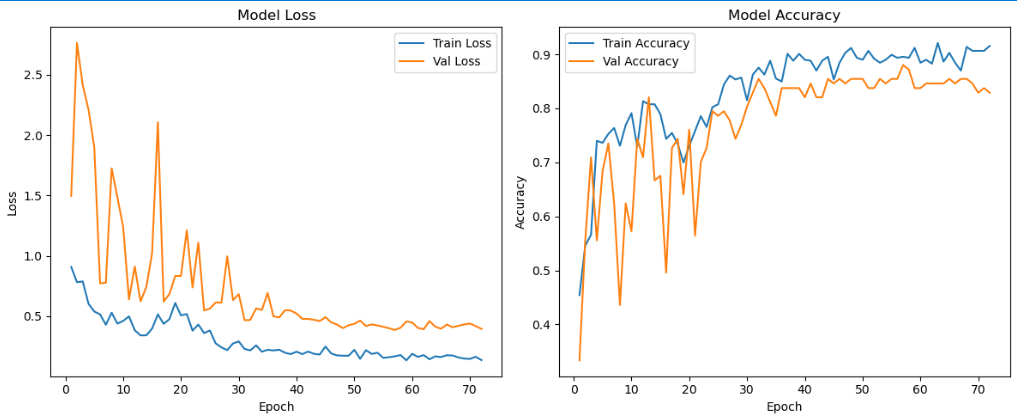 Model Loss
Loss
2.5
2.0
1.5
1.0
0.5
Train Loss
Val Loss
0 10 20 30 40 50 60 70
Epoch
Model Accuracy
Accuracy
0.9
0.8
0.7
0.6
0.5
0.4
Train Accuracy
Val Accuracy
0 10 20 30 40 50 60 70
Epoch